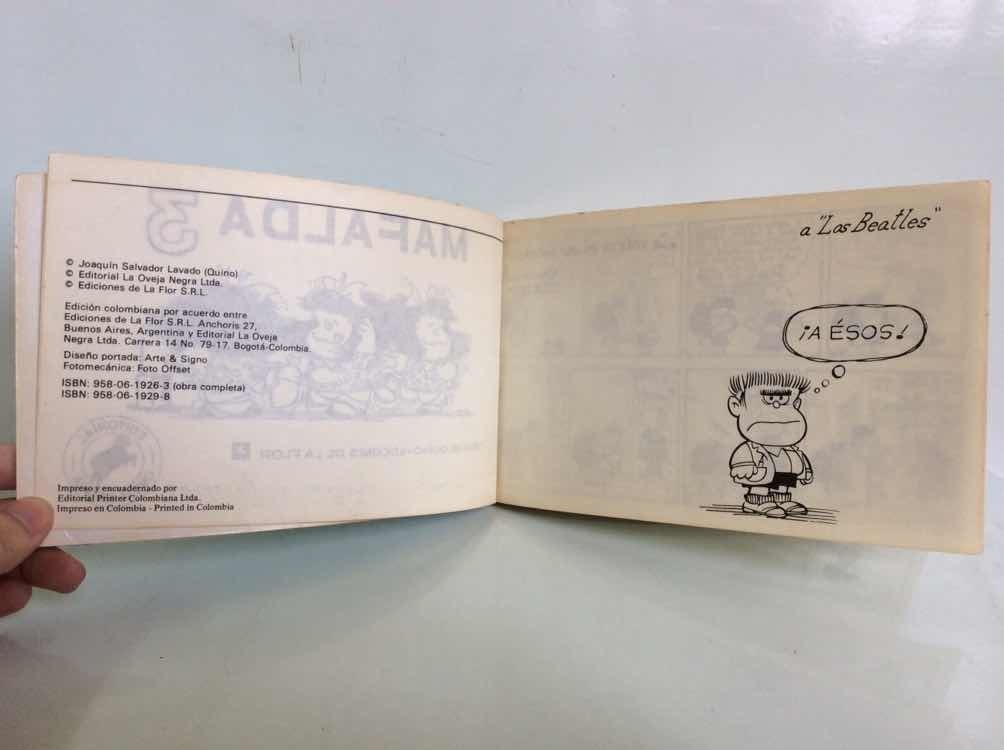 © Joaquín Salvador Lavado (Quino)
© Editorial La Oveja Negra Ltda.
© Ediciones de La Flor S.R.L.
Edición colombiana por acuerdo entre
Ediciones de La Flor S.R.L. Anchoris 27,
Buenos Aires, Argentina y Editorial La Oveja
Negra Ltda. Carrera 14 No. 79-17. Bogotá-Colombia.
Diseño portada: Arte & Signo
Fotomecánica: Foto Offset
ISBN: 958-06-1926-3 (obra completa)
ISBN: 958-06-1929-8
Impreso y encuadernado por
Editorial Printer Colombiana Ltda.
Impreso en Colombia - Printed in Colombia
MAFALDA 3
a "Los Beatles"
¡A ÉSOS!